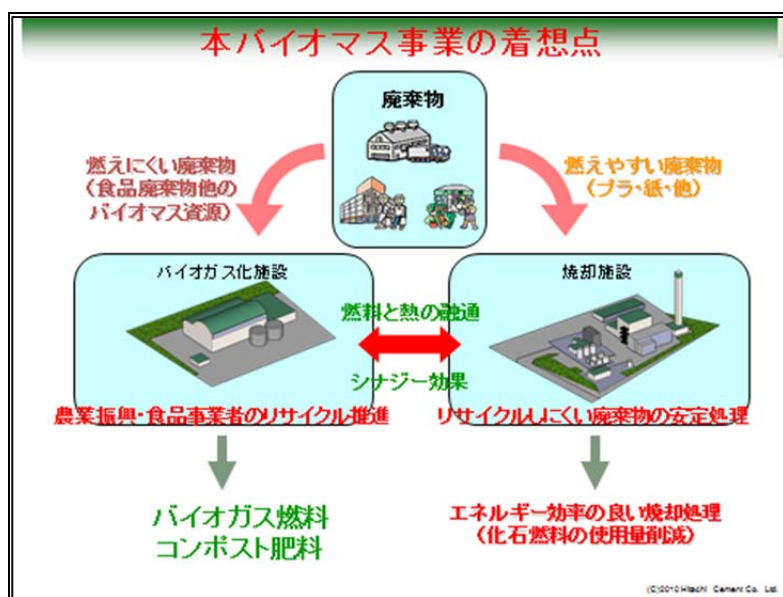 本バイオマス事業の着想点
廃棄物
燃えにくい廃棄物
(食品廃棄物他の
バイオマス資源)
燃えやすい廃棄物
(プラ・紙・他)
バイオガス化施設
焼却施設
燃料と熱の融通
シナジー効果
農業振興・食品事業者のリサイクル推進
リサイクルしにくい廃棄物の安定処理
バイオガス燃料
コンポスト肥料
エネルギー効率の良い焼却処理
(化石燃料の使用量削減)
(C)2010 Hitachi Cement Co. Ltd.